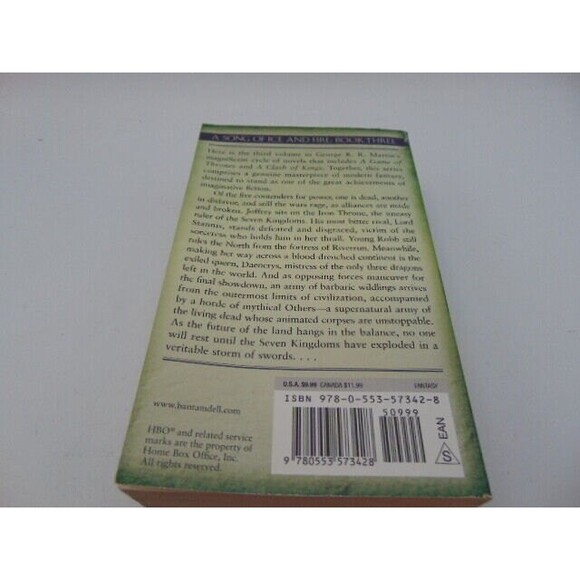 A SONG OF ICE AND FIRE: BOOK THREE
Here is the third volume in George R. R. Martin's
magnificent cycle of novels that includes A Game of
Thrones and A Clash of Kings. Together, this series
comprises a genuine masterpiece of modern fantasy,
destined to stand as one of the great achievements of
imaginative fiction.
Of the five contenders for power, one is dead, another
in disfavor, and still the wars rage, as alliances are made
and broken. Joffrey sits on the Iron Throne, the uneasy
ruler of the Seven Kingdoms. His most bitter rival, Lord
Stannis, stands defeated and disgraced, victim of the
sorceress who holds him in her thrall. Young Robb still
rules the North from the fortress of Riverrun. Meanwhile,
making her way across a blood-drenched continent is the
exiled queen, Daenerys, mistress of the only three dragons
left in the world. And as opposing forces maneuver for
the final showdown, an army of barbaric wildlings arrives
from the outermost limits of civilization, accompanied
by a horde of mythical Others—a supernatural army of
the living dead whose animated corpses are unstoppable.
As the future of the land hangs in the balance, no one
will rest until the Seven Kingdoms have exploded in a
veritable storm of swords. . . .
U.S.A. $9.99 CANADA $11.99 FANTASY
ISBN 978-0-553-57342-8
50999
www.bantamdell.com
EAN
S
HBO® and related service
marks are the property of
Home Box Office, Inc.
All rights reserved.
9 780553 573428